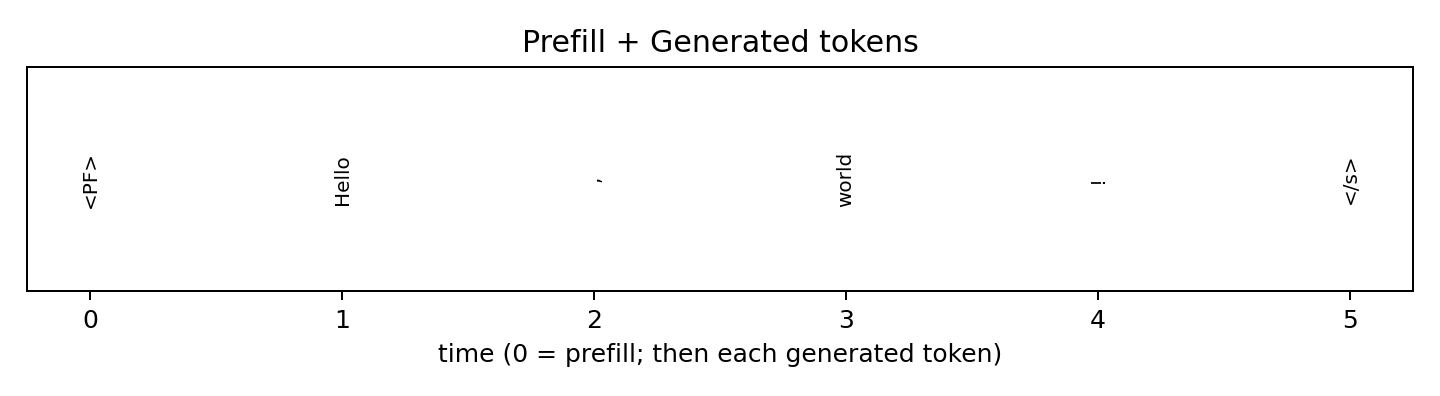 Prefill + Generated tokens
<PF>
Hello
,
world
!
</s>
0 1 2 3 4 5
time (0 = prefill; then each generated token)